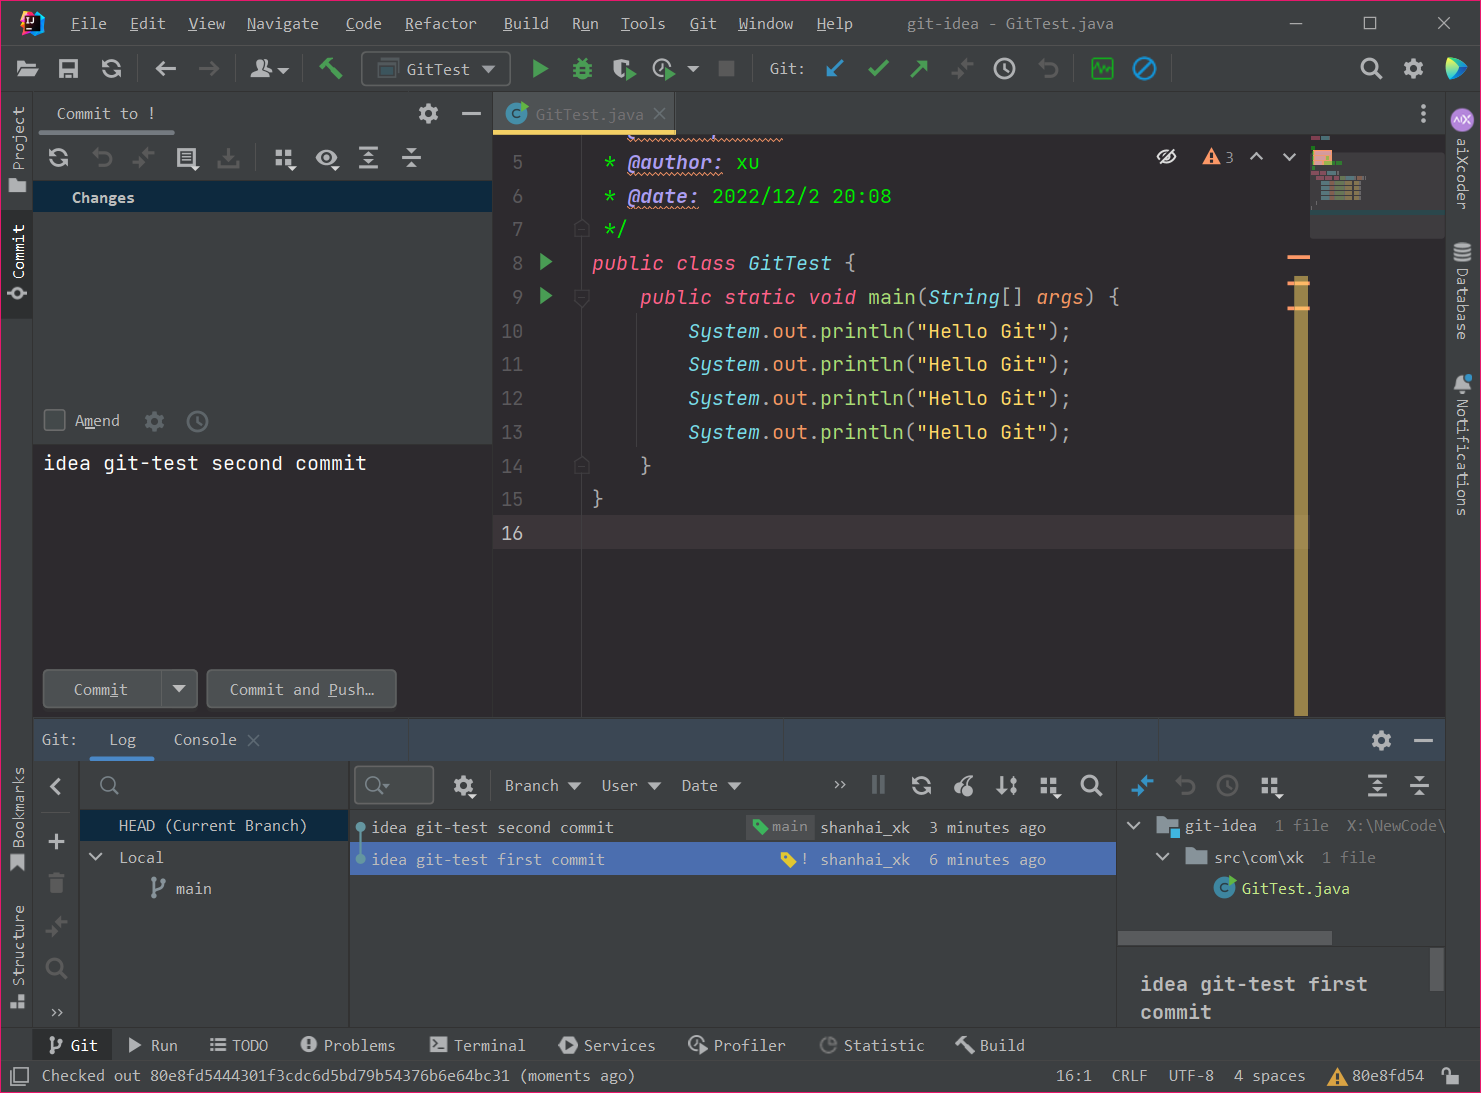 File Edit View Navigate Code Refactor Build Run Tools Git Window Help git-idea - GitTest.java
GitTest Git:
Project
Commit
Bookmarks
Structure
Commit to !
Changes
Amend
idea git-test second commit
Commit Commit and Push…
GitTest.java
3
5 * @author: xu
6 * @date: 2022/12/2 20:08
7 */
8 public class GitTest {
9 public static void main(String[] args) {
10 System.out.println("Hello Git");
11 System.out.println("Hello Git");
12 System.out.println("Hello Git");
13 System.out.println("Hello Git");
14 }
15 }
16
aiXcoder
Database
Notifications
Git: Log Console
HEAD (Current Branch)
Local
main
Branch User Date
idea git-test second commit main shanhai_xk 3 minutes ago
idea git-test first commit ! shanhai_xk 6 minutes ago
git-idea 1 file X:\NewCode\
src\com\xk 1 file
GitTest.java
idea git-test first
commit
Git Run TODO Problems Terminal Services Profiler Statistic Build
Checked out 80e8fd5444301f3cdc6d5bd79b54376b6e64bc31 (moments ago) 16:1 CRLF UTF-8 4 spaces 80e8fd54